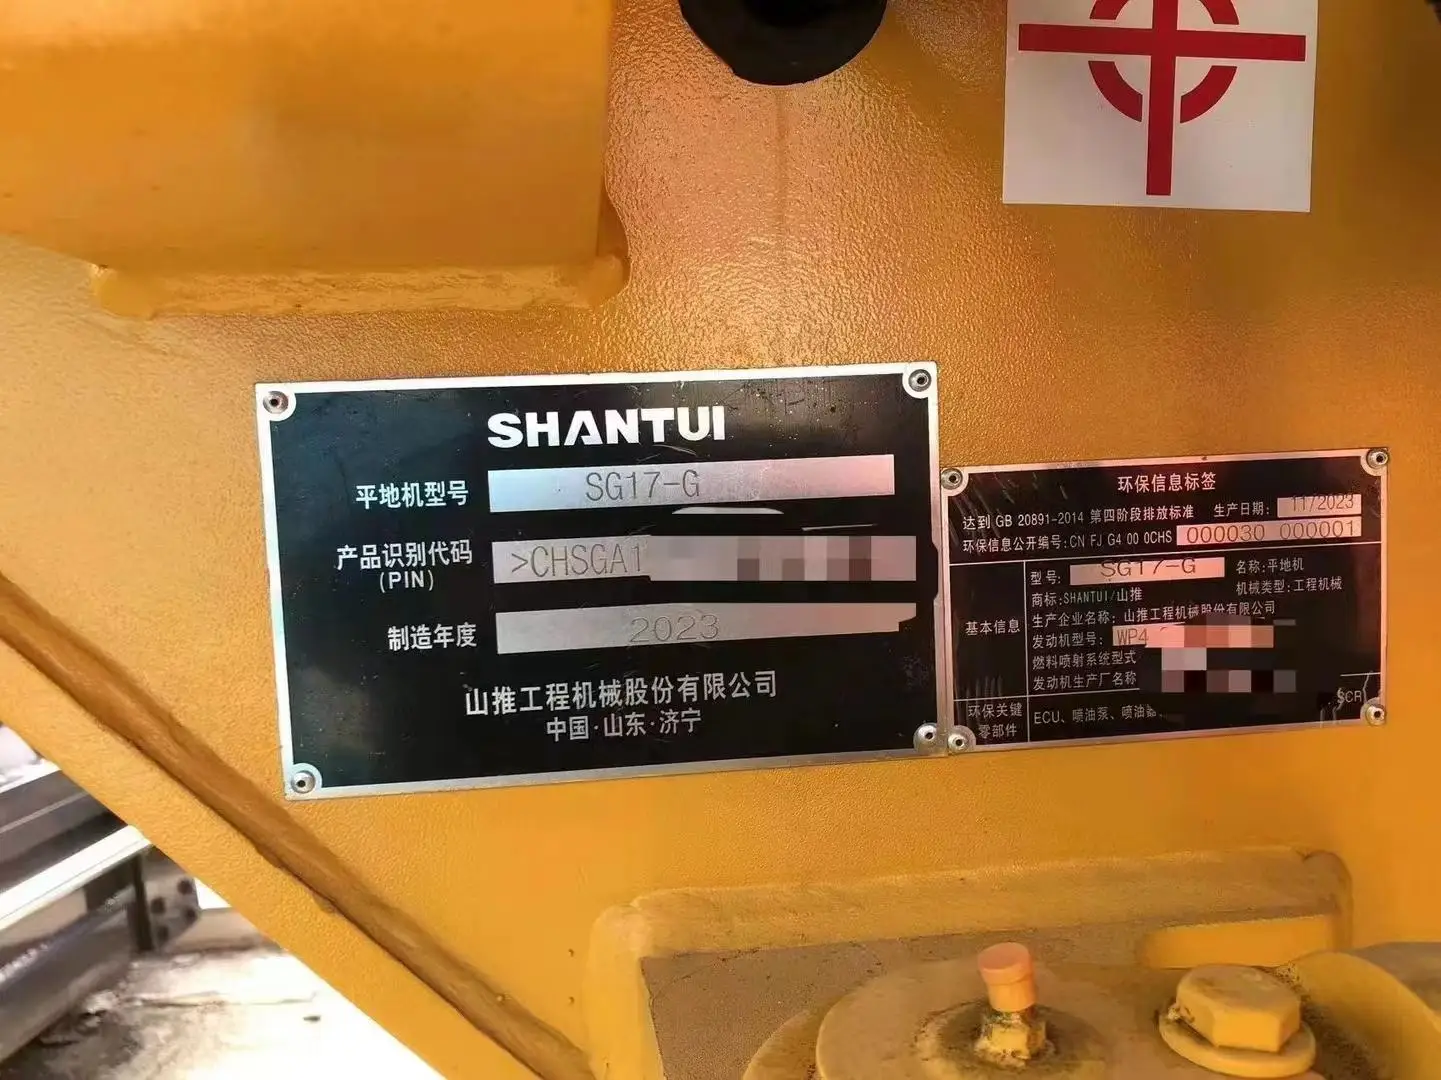 SHANTUI
平地机型号 SG17-G
产品识别代码 >CHSGA1
(PIN)
制造年度 2023
山推工程机械股份有限公司
中国·山东·济宁
环保信息标签
达到 GB 20891-2014 第四阶段排放标准 生产日期: 11/2023
环保信息公开编号: CN FJ G4 00 0CHS 000030 000001
基本信息
型号: SG17-G 名称: 平地机
商标: SHANTUI/山推 机械类型: 工程机械
生产企业名称: 山推工程机械股份有限公司
发动机型号: WP4
燃料喷射系统型式
发动机生产厂名称
环保关键
零部件
ECU、喷油泵、喷油器 SCR